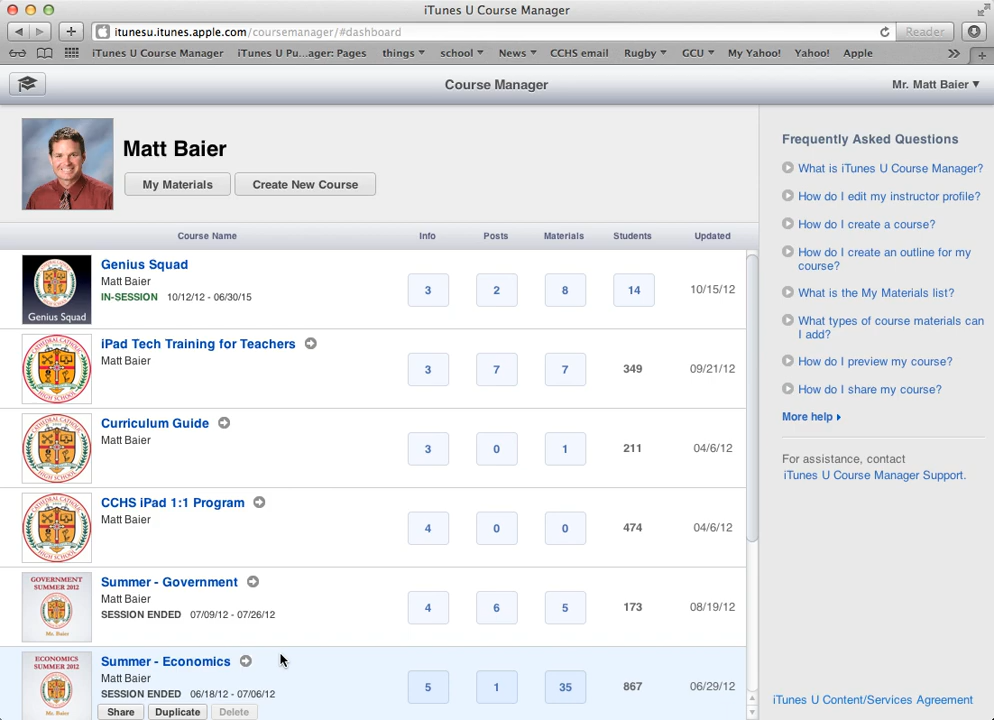 iTunes U Course Manager
itunesu.itunes.apple.com/coursemanager/#dashboard
Reader
iTunes U Course Manager iTunes U Pu...ager: Pages things school News CCHS email Rugby GCU My Yahoo! Yahoo! Apple
Course Manager
Mr. Matt Baier
Matt Baier
My Materials Create New Course
Course Name Info Posts Materials Students Updated
Genius Squad
Matt Baier
IN-SESSION 10/12/12 - 06/30/15
3 2 8 14 10/15/12
Genius Squad
iPad Tech Training for Teachers
Matt Baier
3 7 7 349 09/21/12
Curriculum Guide
Matt Baier
3 0 1 211 04/6/12
CCHS iPad 1:1 Program
Matt Baier
4 0 0 474 04/6/12
GOVERNMENT
SUMMER 2012
Mr. Baier
Summer - Government
Matt Baier
SESSION ENDED 07/09/12 - 07/26/12
4 6 5 173 08/19/12
ECONOMICS
SUMMER 2012
Mr. Baier
Summer - Economics
Matt Baier
SESSION ENDED 06/18/12 - 07/06/12
5 1 35 867 06/29/12
Share Duplicate Delete
Frequently Asked Questions
What is iTunes U Course Manager?
How do I edit my instructor profile?
How do I create a course?
How do I create an outline for my
course?
What is the My Materials list?
What types of course materials can
I add?
How do I preview my course?
How do I share my course?
More help
For assistance, contact
iTunes U Course Manager Support.
iTunes U Content/Services Agreement